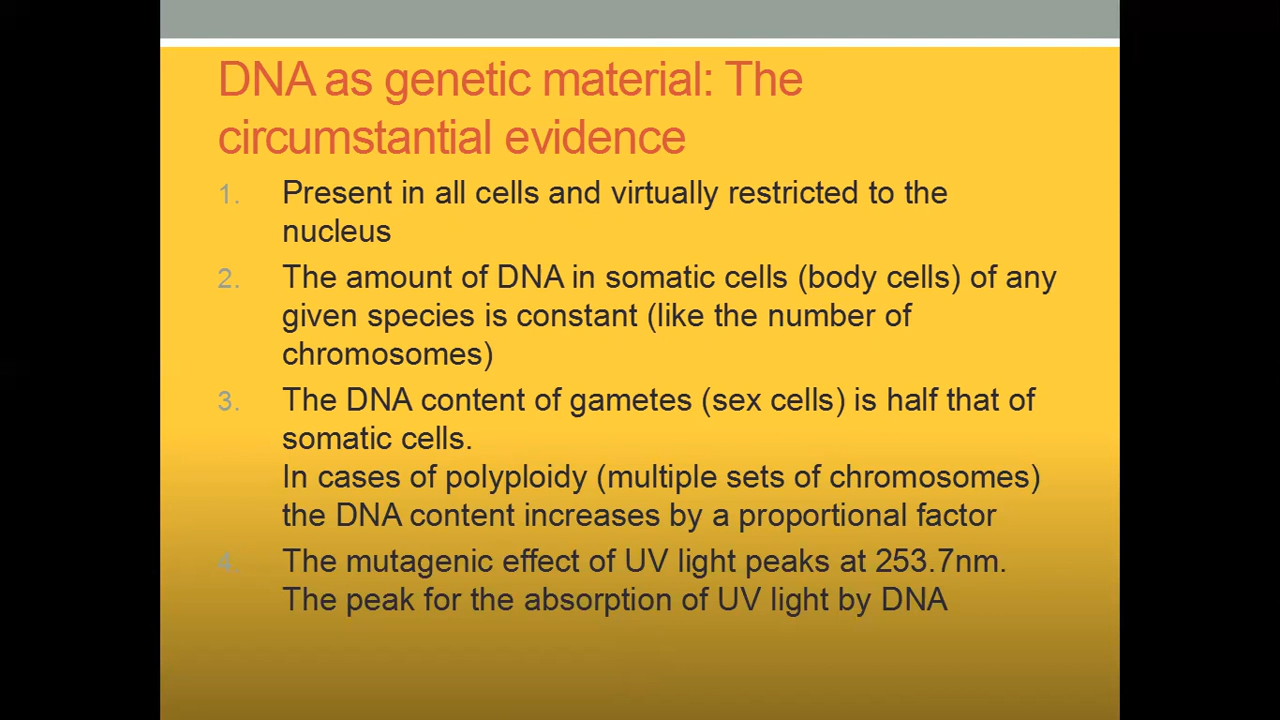 DNA as genetic material: The
circumstantial evidence
1. Present in all cells and virtually restricted to the
nucleus
2. The amount of DNA in somatic cells (body cells) of any
given species is constant (like the number of
chromosomes)
3. The DNA content of gametes (sex cells) is half that of
somatic cells.
In cases of polyploidy (multiple sets of chromosomes)
the DNA content increases by a proportional factor
4. The mutagenic effect of UV light peaks at 253.7nm.
The peak for the absorption of UV light by DNA